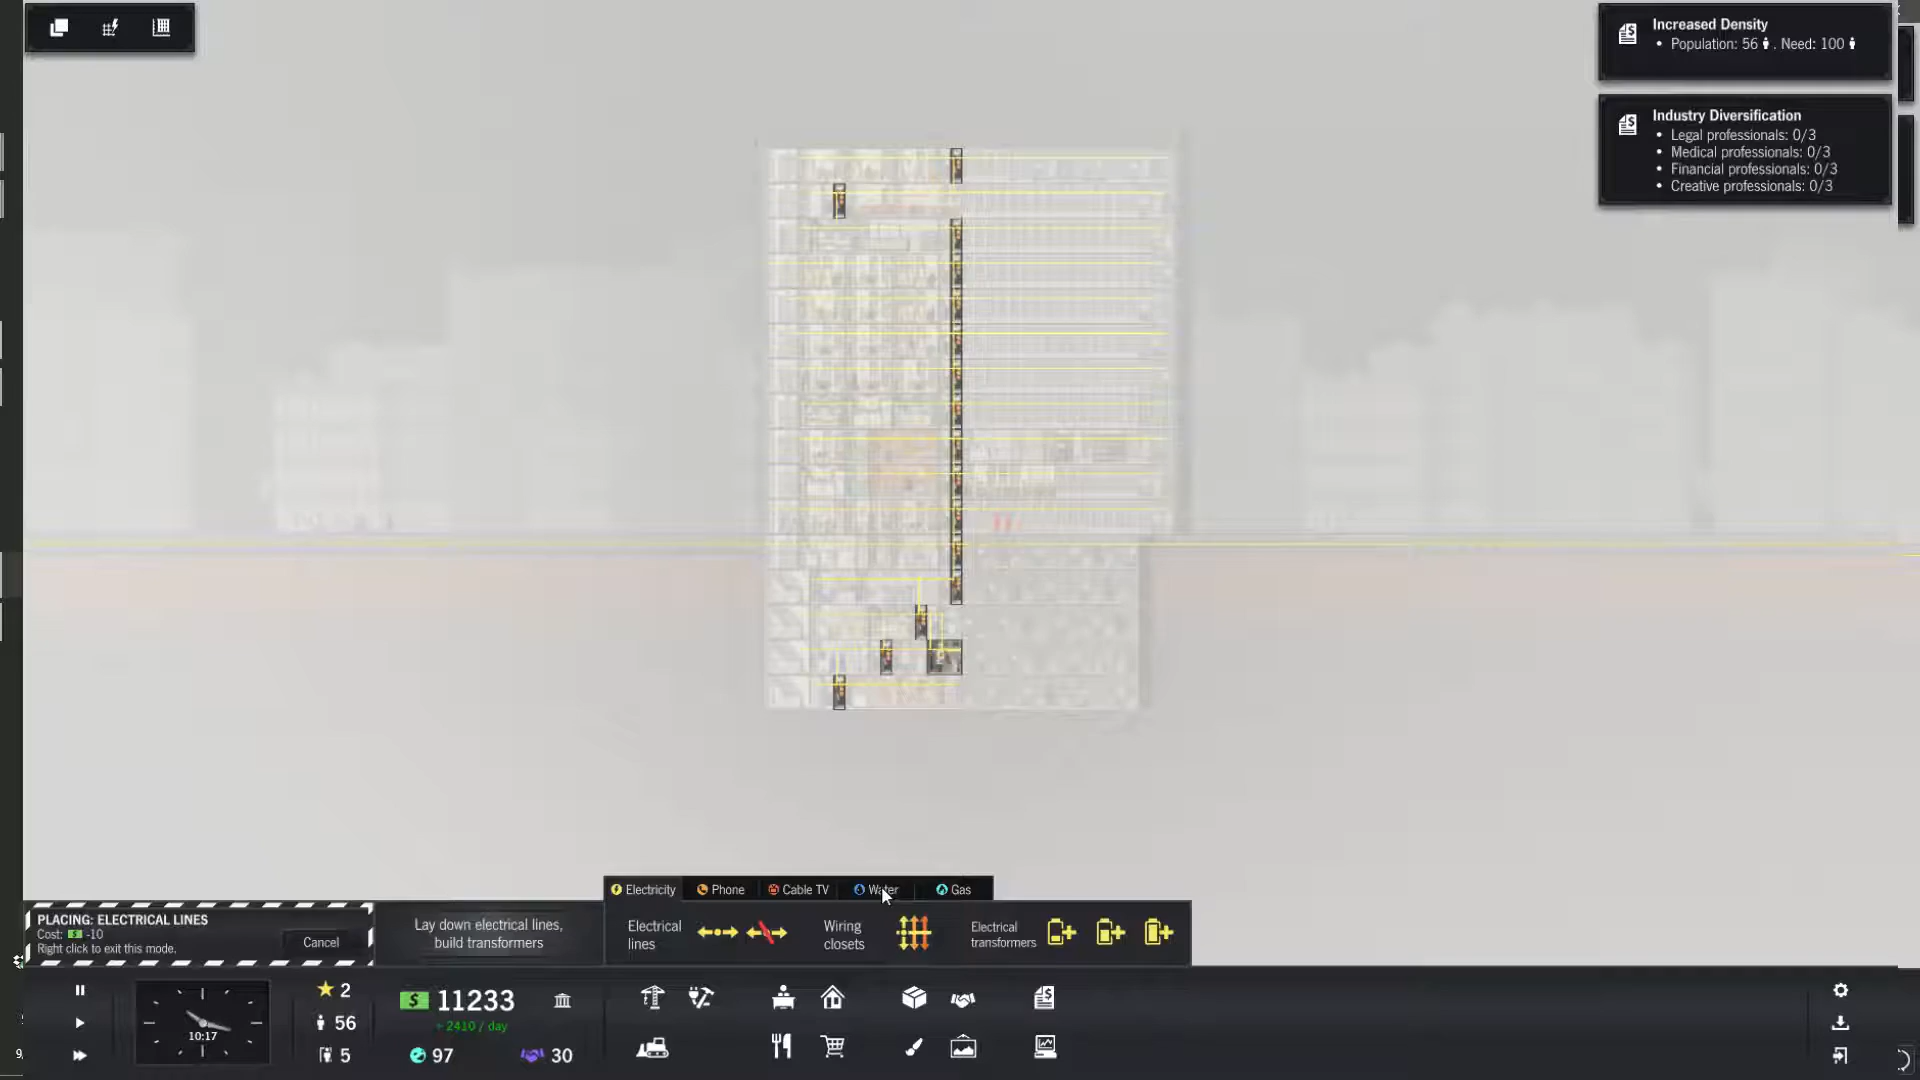 Increased Density
• Population: 56 . Need: 100
Industry Diversification
• Legal professionals: 0/3
• Medical professionals: 0/3
• Financial professionals: 0/3
• Creative professionals: 0/3
Electricity
Phone
Cable TV
Water
Gas
PLACING: ELECTRICAL LINES
Cost: $ -10
Right click to exit this mode.
Cancel
Lay down electrical lines,
build transformers
Electrical
lines
Wiring
closets
Electrical
transformers
10:17
2
56
5
$ 11233
+2410 / day
97
30